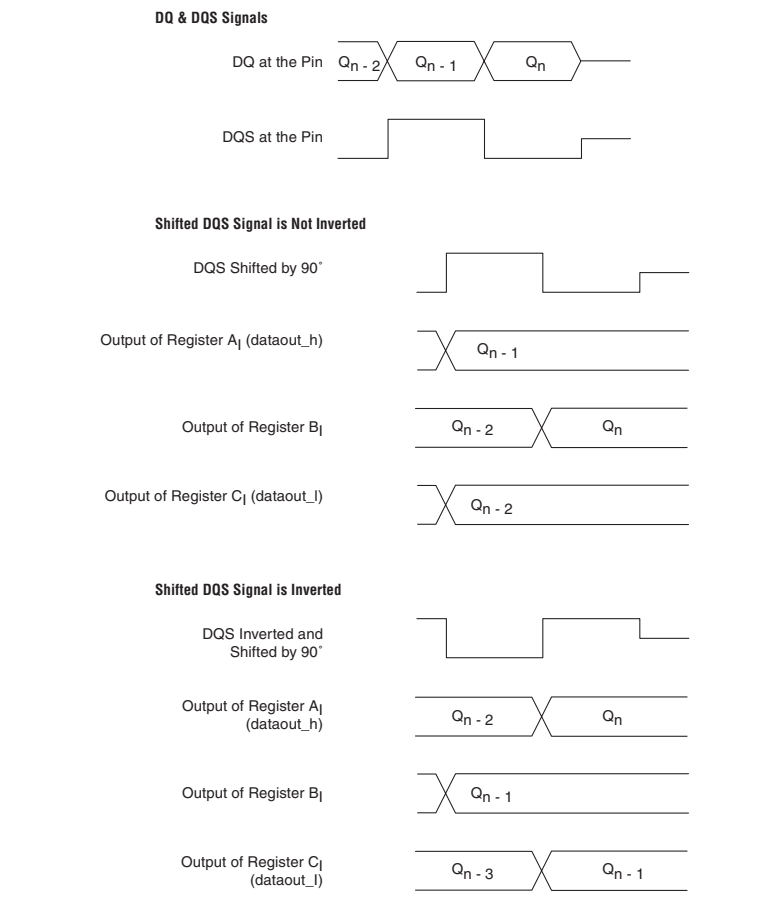 DQ & DQS Signals
DQ at the Pin Qn - 2 Qn - 1 Qn
DQS at the Pin
Shifted DQS Signal is Not Inverted
DQS Shifted by 90˚
Output of Register AI (dataout_h) Qn - 1
Output of Register BI Qn - 2 Qn
Output of Register CI (dataout_l) Qn - 2
Shifted DQS Signal is Inverted
DQS Inverted and
Shifted by 90˚
Output of Register AI
(dataout_h) Qn - 2 Qn
Output of Register BI Qn - 1
Output of Register CI
(dataout_l) Qn - 3 Qn - 1